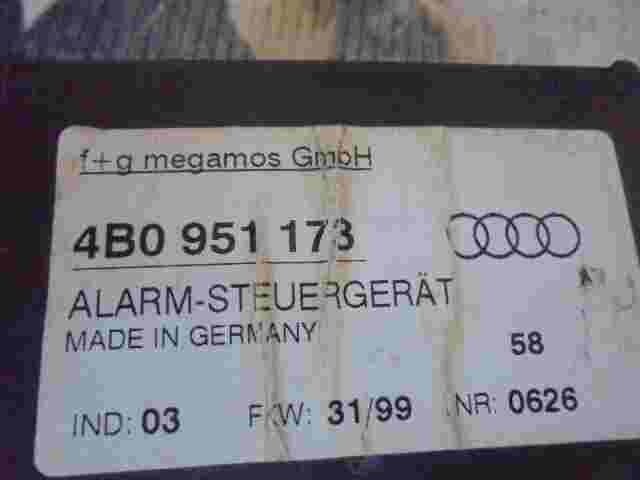 f+g megamos GmbH
4B0 951 173
ALARM-STEUERGERÄT
MADE IN GERMANY
58
IND: 03 FKW: 31/99 NR: 0626